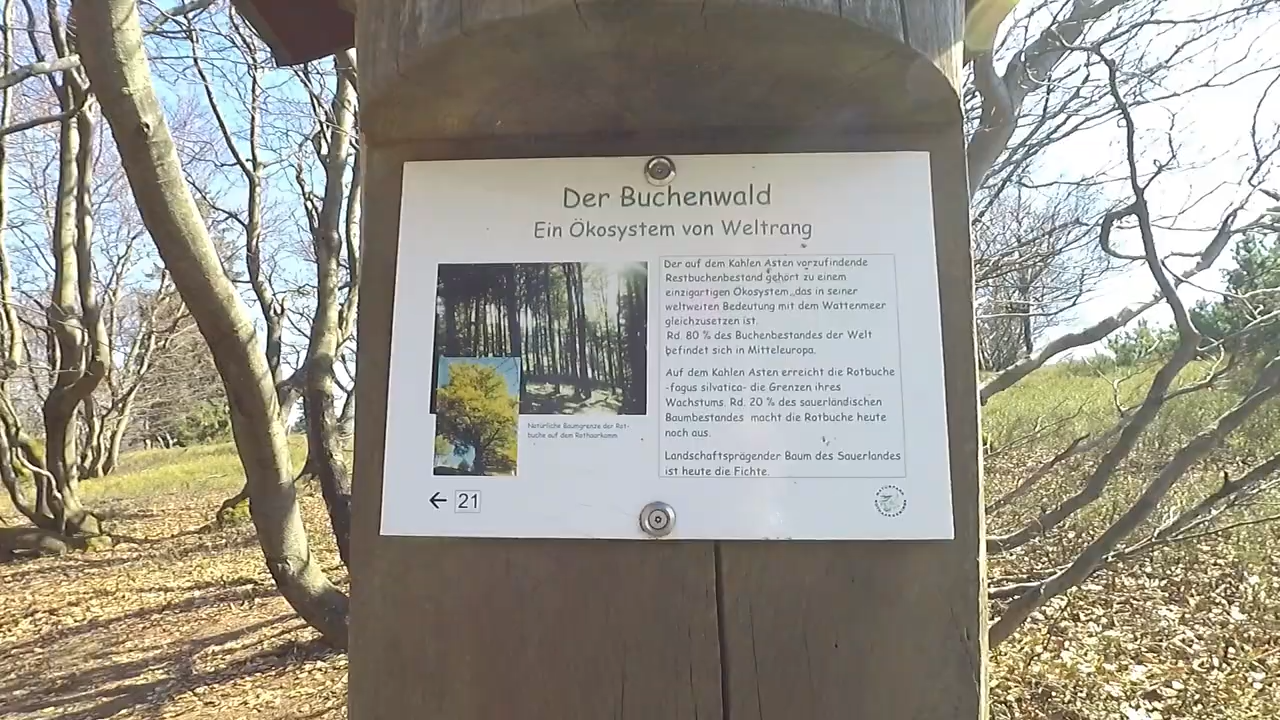 Der Buchenwald
Ein Ökosystem von Weltrang
Der auf dem Kahlen Asten vorzufindende
Restbuchenbestand gehört zu einem
einzigartigen Ökosystem, das in seiner
weltweiten Bedeutung mit dem Wattenmeer
gleichzusetzen ist.
Rd. 80 % des Buchenbestandes der Welt
befindet sich in Mitteleuropa.
Auf dem Kahlen Asten erreicht die Rotbuche
-fagus silvatica- die Grenzen ihres
Wachstums. Rd. 20 % des sauerländischen
Baumbestandes macht die Rotbuche heute
noch aus.
Landschaftsprägender Baum des Sauerlandes
ist heute die Fichte.
Natürliche Baumgrenze der Rot-
buche auf dem Rothaarkamm
← 21